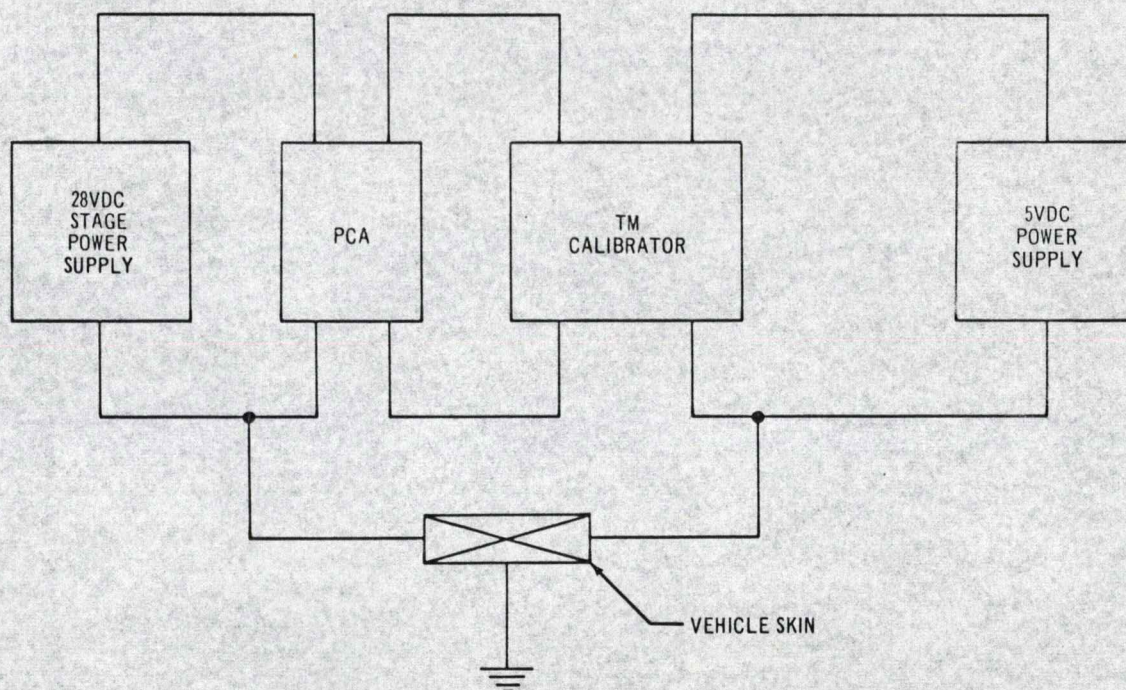 28VDC
STAGE
POWER
SUPPLY
PCA
TM
CALIBRATOR
5VDC
POWER
SUPPLY
VEHICLE SKIN